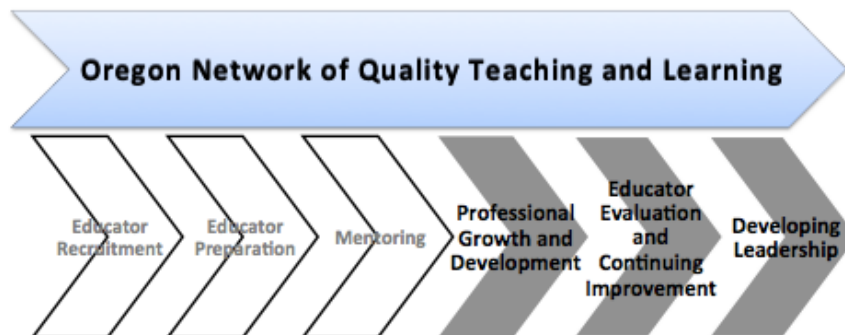 Oregon Network of Quality Teaching and Learning
Educator
Recruitment
Educator
Preparation
Mentoring
Professional
Growth and
Development
Educator
Evaluation
and
Continuing
Improvement
Developing
Leadership